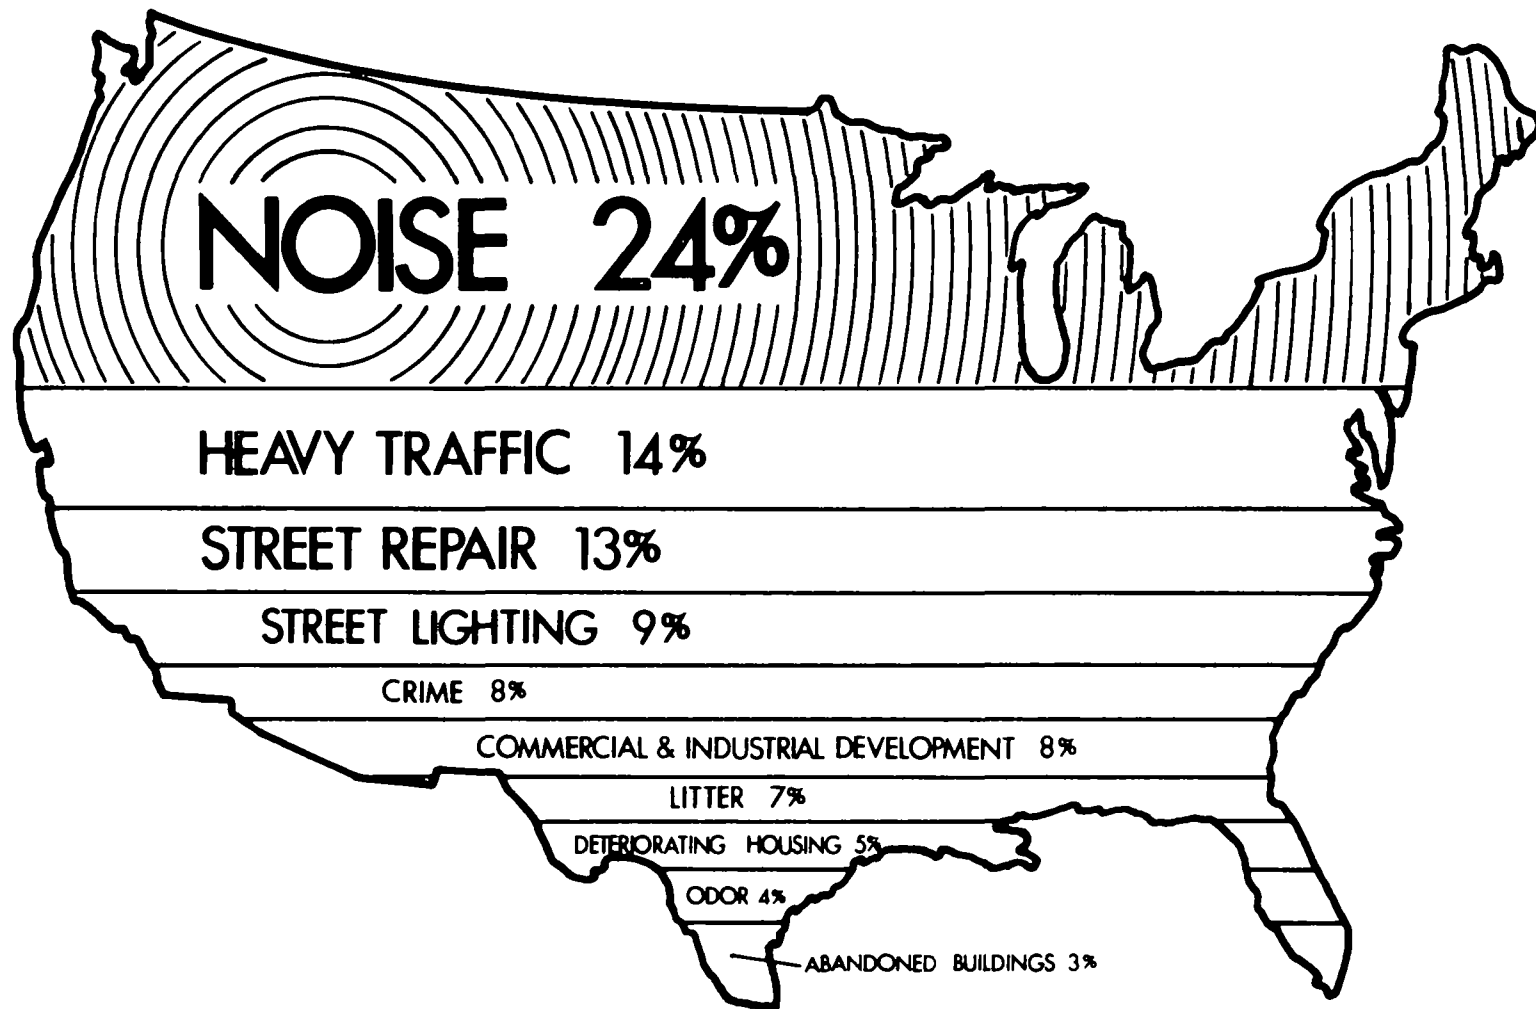 NOISE 24%
HEAVY TRAFFIC 14%
STREET REPAIR 13%
STREET LIGHTING 9%
CRIME 8%
COMMERCIAL & INDUSTRIAL DEVELOPMENT 8%
LITTER 7%
DETERIORATING HOUSING 5%
ODOR 4%
ABANDONED BUILDINGS 3%